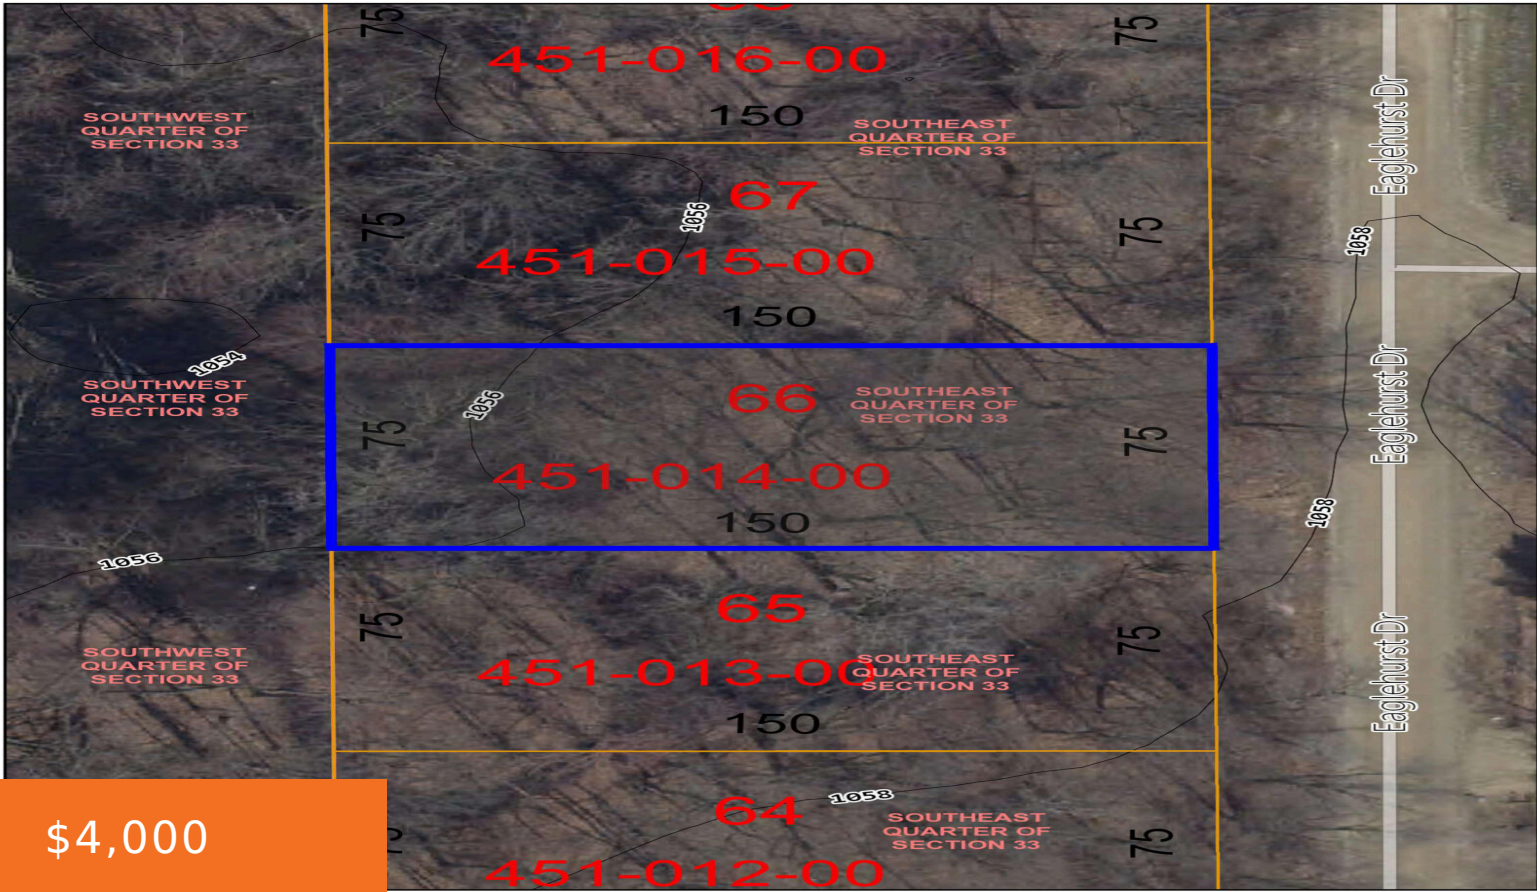 75
75
451-016-00
150
SOUTHWEST
QUARTER OF
SECTION 33
SOUTHEAST
QUARTER OF
SECTION 33
Eaglehurst Dr
67
75
1056
75
1058
451-015-00
150
1054
SOUTHWEST
QUARTER OF
SECTION 33
1056
66
SOUTHEAST
QUARTER OF
SECTION 33
Eaglehurst Dr
75
75
451-014-00
150
1058
1056
65
75
75
SOUTHWEST
QUARTER OF
SECTION 33
451-013-00
SOUTHEAST
QUARTER OF
SECTION 33
Eaglehurst Dr
150
1058
64
SOUTHEAST
QUARTER OF
SECTION 33
75
$4,000
451-012-00